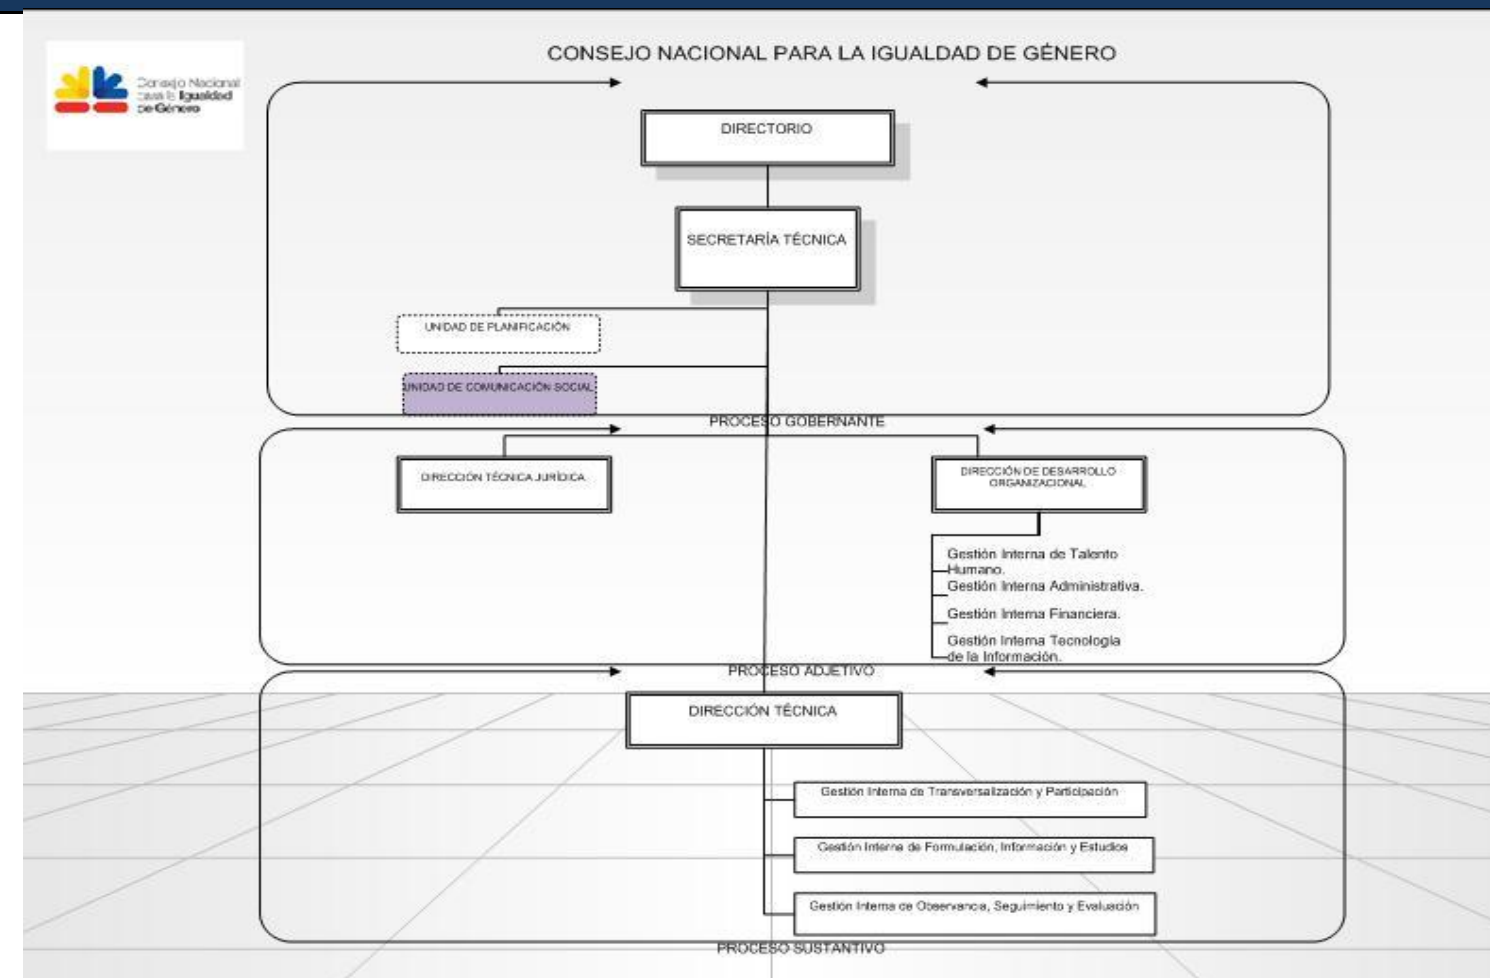 CONSEJO NACIONAL PARA LA IGUALDAD DE GÉNERO
Consejo Nacional
para la Igualdad
de Género
DIRECTORIO
SECRETARÍA TÉCNICA
UNIDAD DE PLANIFICACIÓN
UNIDAD DE COMUNICACIÓN SOCIAL
PROCESO GOBERNANTE
DIRECCIÓN TÉCNICA JURÍDICA
DIRECCIÓN DE DESARROLLO
ORGANIZACIONAL
Gestión Interna de Talento
Humano.
Gestión Interna Administrativa.
Gestión Interna Financiera.
Gestión Interna Tecnología
de la Información.
PROCESO ADJETIVO
DIRECCIÓN TÉCNICA
Gestión Interna de Transversalización y Participación
Gestión Interna de Formulación, Información y Estudios
Gestión Interna de Observancia, Seguimiento y Evaluación
PROCESO SUSTANTIVO